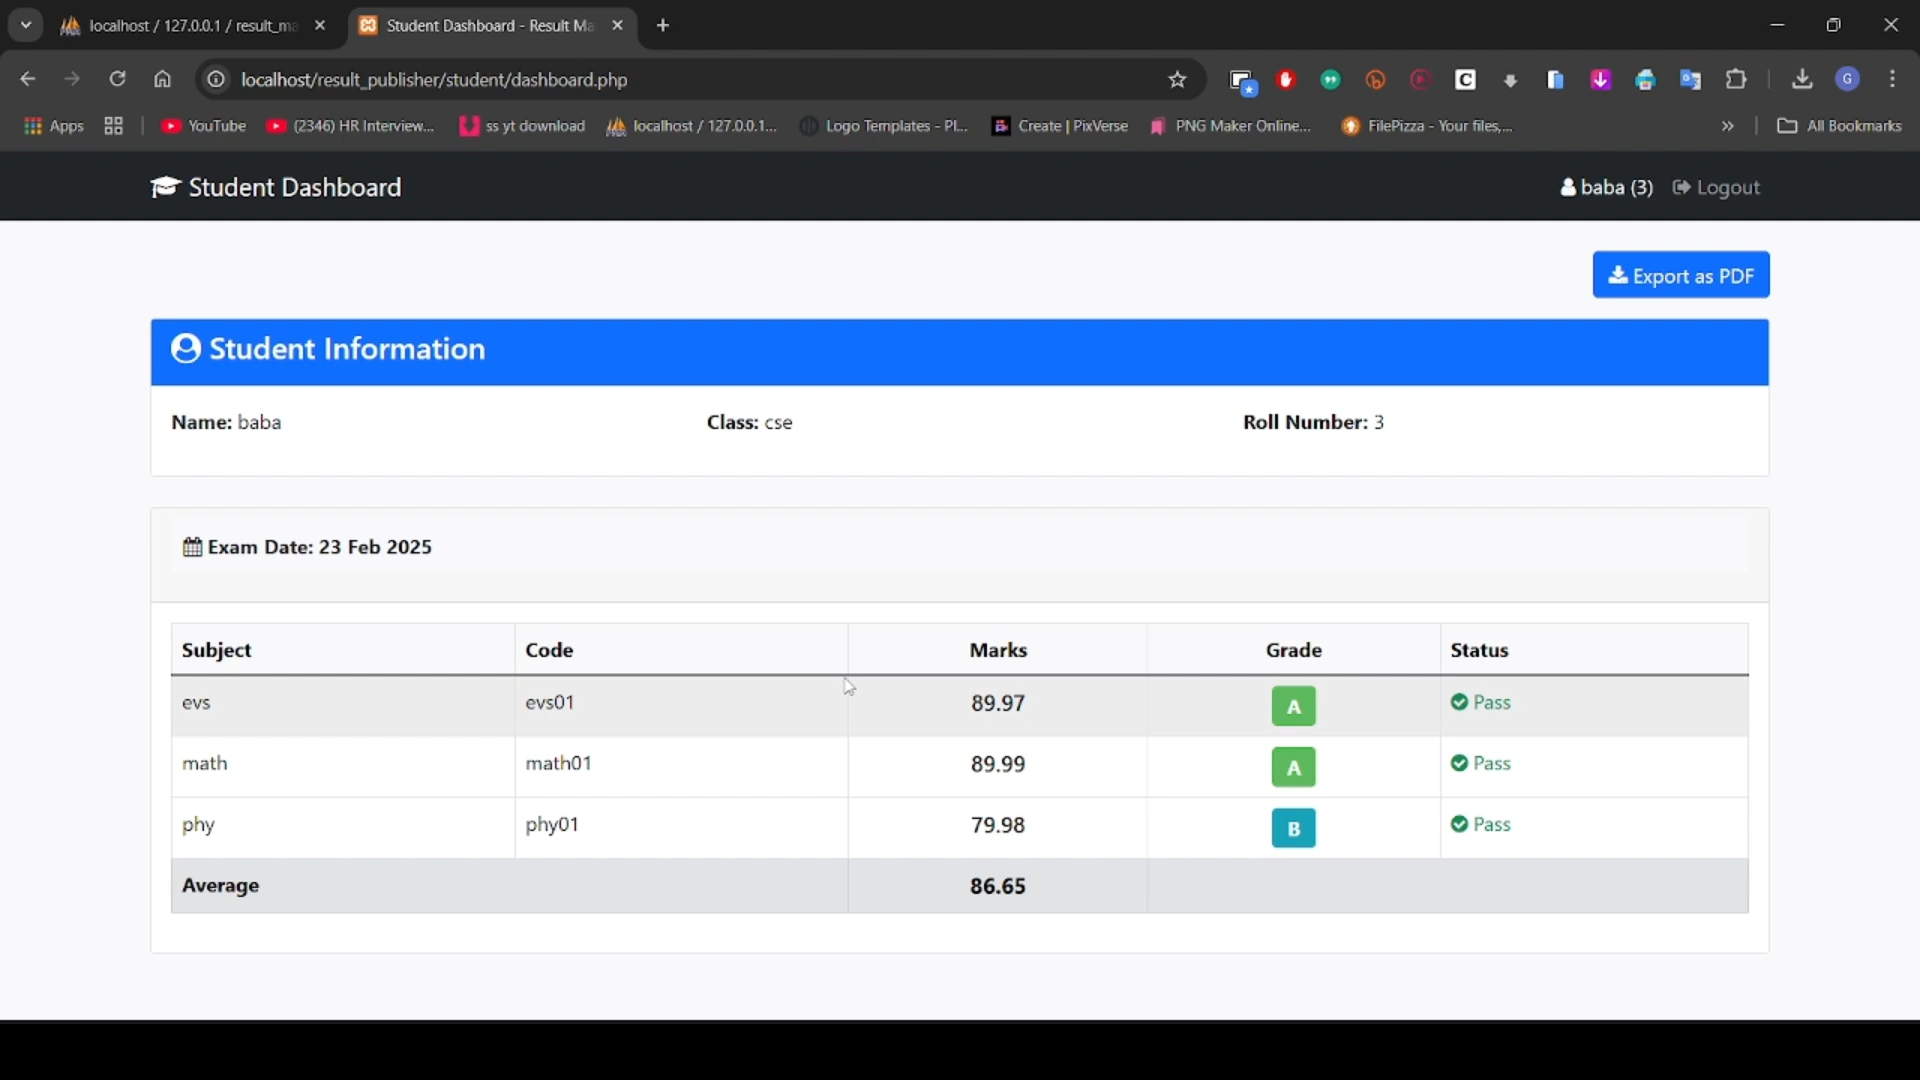 localhost / 127.0.0.1 / result_ma
Student Dashboard - Result Ma
localhost/result_publisher/student/dashboard.php
Apps
YouTube
(2346) HR Interview...
ss yt download
localhost / 127.0.0.1...
Logo Templates - Pl...
Create | PixVerse
PNG Maker Online...
FilePizza - Your files,...
All Bookmarks
Student Dashboard
baba (3)
Logout
Export as PDF
Student Information
Name: baba
Class: cse
Roll Number: 3
Exam Date: 23 Feb 2025
Subject Code Marks Grade Status
evs evs01 89.97 A Pass
math math01 89.99 A Pass
phy phy01 79.98 B Pass
Average 86.65